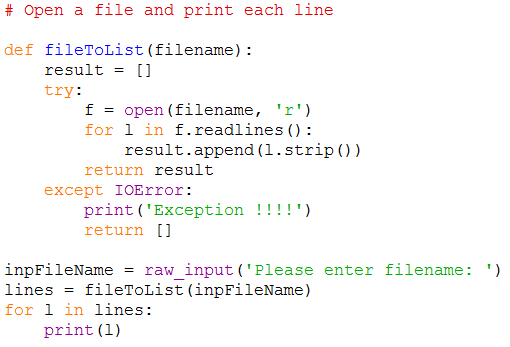 # Open a file and print each line

def fileToList(filename):
    result = []
    try:
        f = open(filename, 'r')
        for l in f.readlines():
            result.append(l.strip())
        return result
    except IOError:
        print('Exception !!!!')
        return []

inpFileName = raw_input('Please enter filename: ')
lines = fileToList(inpFileName)
for l in lines:
    print(l)